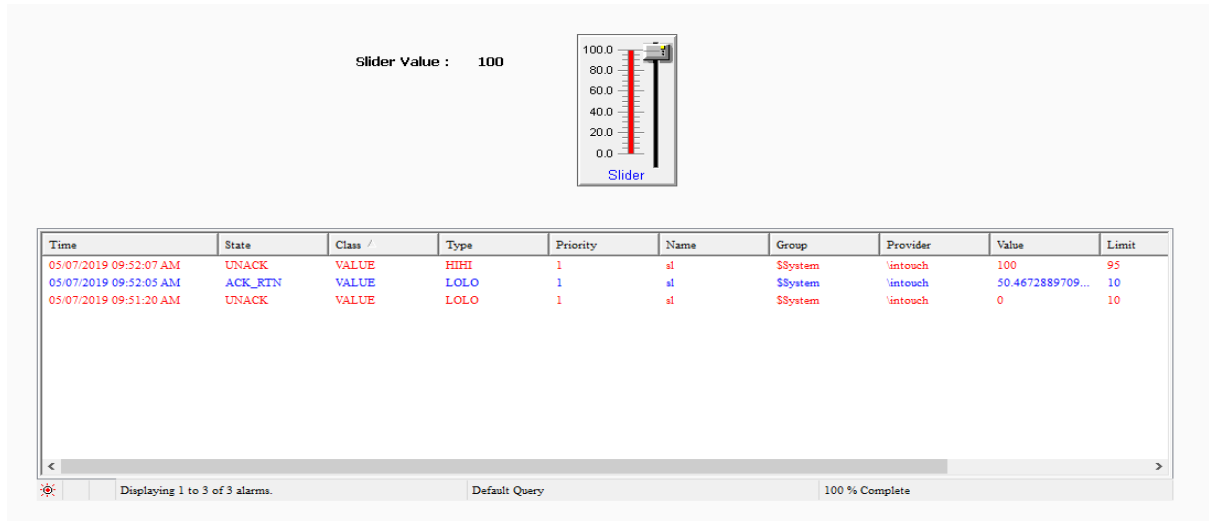 Slider Value : 100
100.0
80.0
60.0
40.0
20.0
0.0
Slider
Time State Class / Type Priority Name Group Provider Value Limit
05/07/2019 09:52:07 AM UNACK VALUE HIHI 1 sl $System \intouch 100 95
05/07/2019 09:52:05 AM ACK_RTN VALUE LOLO 1 sl $System \intouch 50.4672889709... 10
05/07/2019 09:51:20 AM UNACK VALUE LOLO 1 sl $System \intouch 0 10
Displaying 1 to 3 of 3 alarms. Default Query 100 % Complete